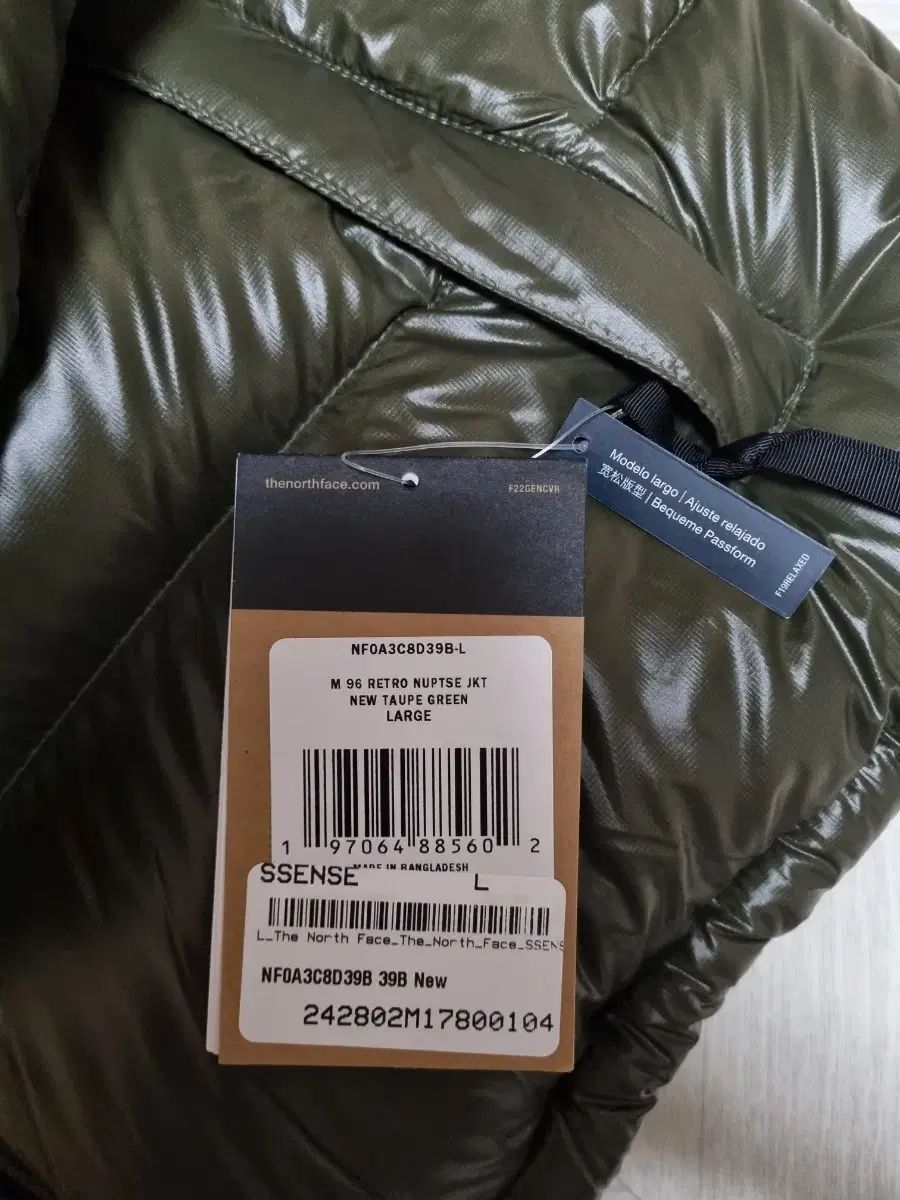 thenorthface.com
F22GENCVR
Modelo largo | Ajuste relajado
宽松版型 | Bequeme Passform
F19RELAXED
NF0A3C8D39B-L
M 96 RETRO NUPTSE JKT
NEW TAUPE GREEN
LARGE
1 97064 88560 2
MADE IN BANGLADESH
SSENSE L
L_The North Face_The_North_Face_SSENS
NF0A3C8D39B 39B New
242802M17800104